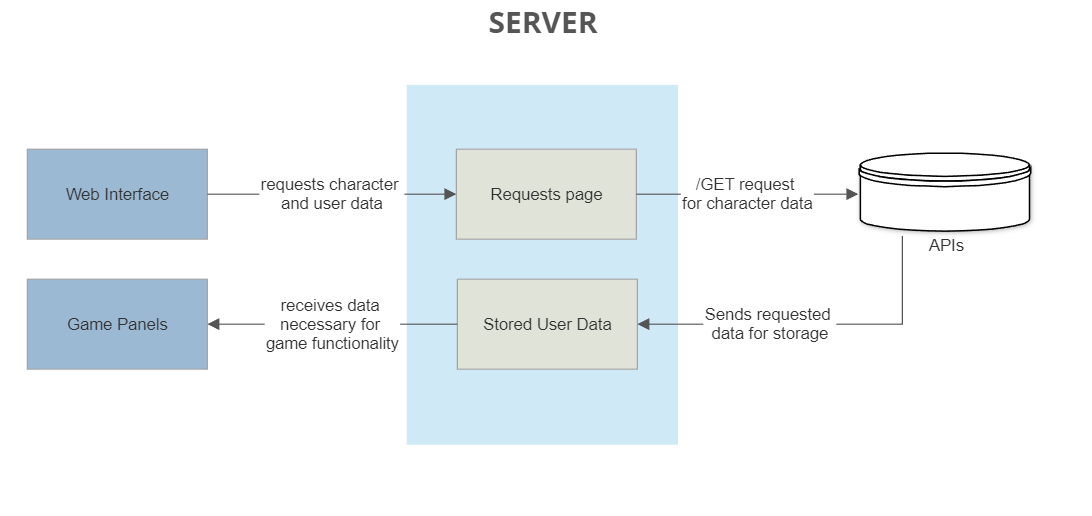 SERVER
Web Interface
requests character
and user data
Requests page
/GET request
for character data
APIs
Game Panels
receives data
necessary for
game functionality
Stored User Data
Sends requested
data for storage